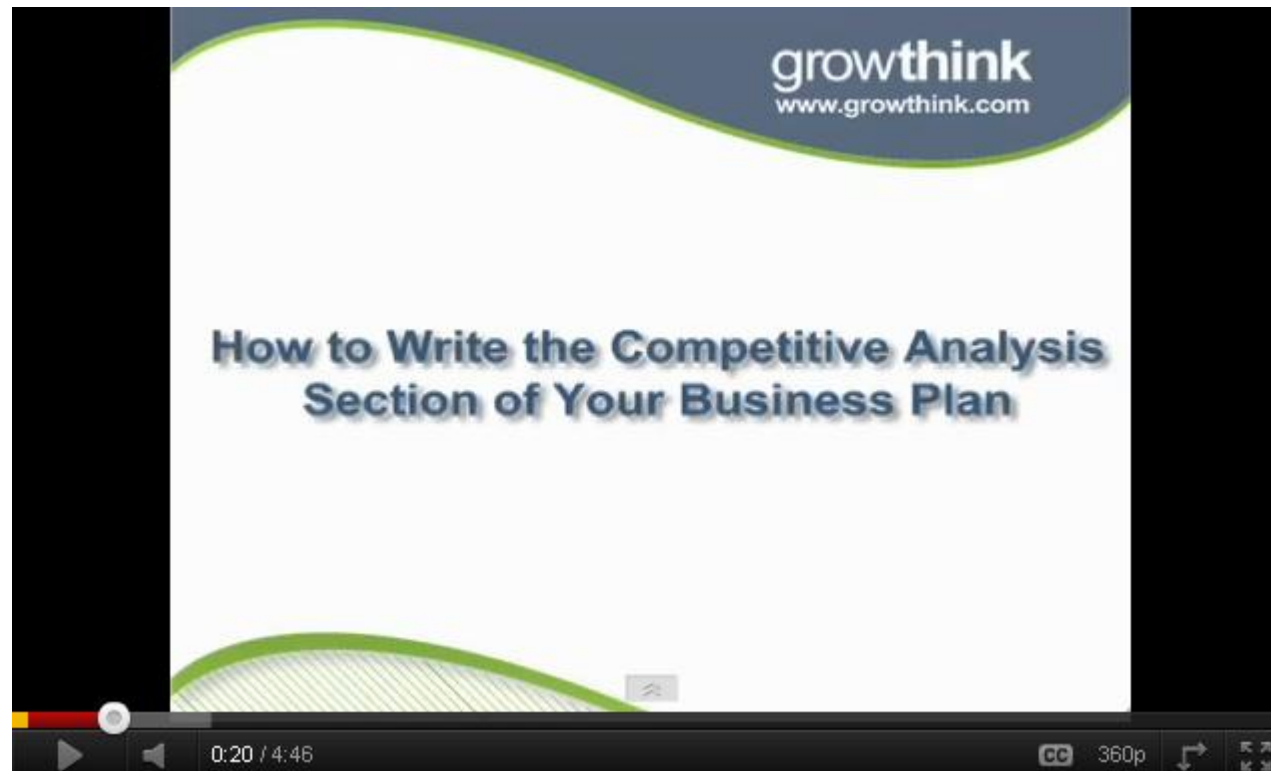 growthink
www.growthink.com
How to Write the Competitive Analysis
Section of Your Business Plan
0:20 / 4:46
CC
360p